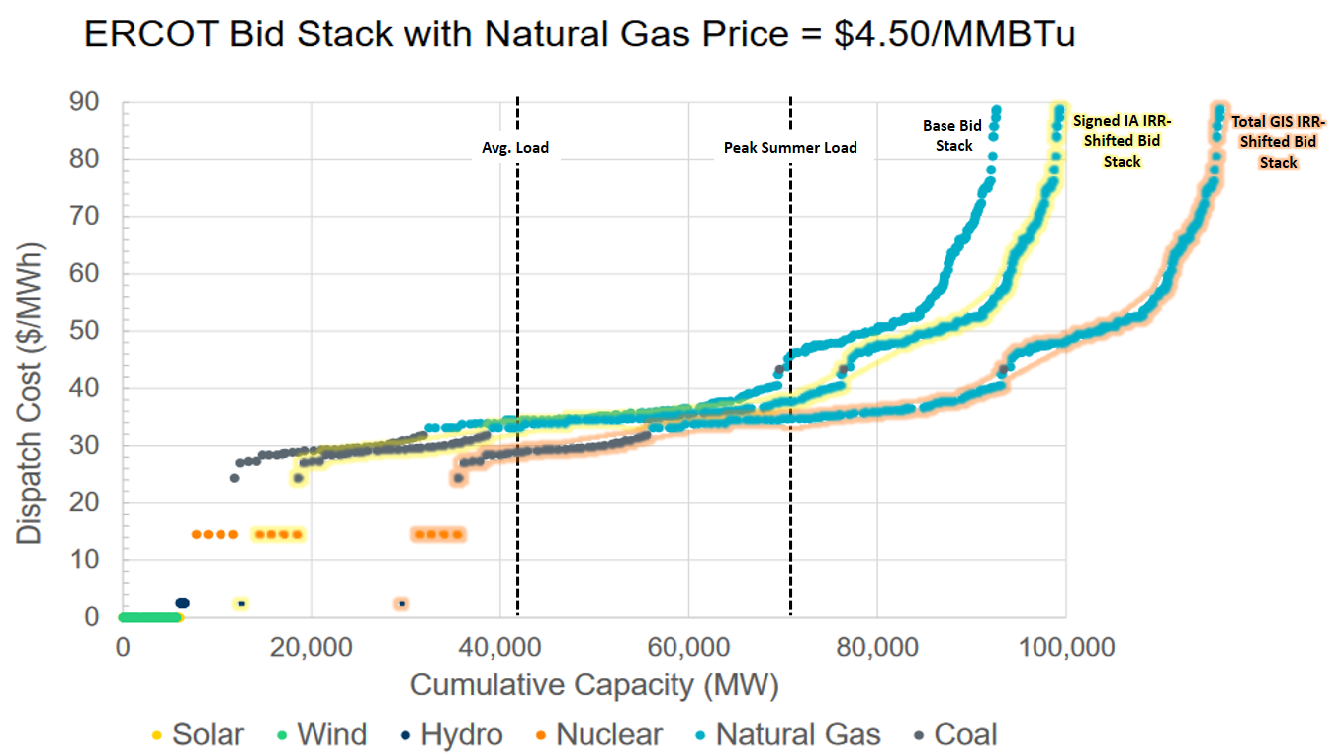 ERCOT Bid Stack with Natural Gas Price = $4.50/MMBTu
90
80
70
60
50
40
30
20
10
0
Dispatch Cost ($/MWh)
Avg. Load
Peak Summer Load
Base Bid
Stack
Signed IA IRR-
Shifted Bid
Stack
Total GIS IRR-
Shifted Bid
Stack
0
20,000
40,000
60,000
80,000
100,000
Cumulative Capacity (MW)
Solar
Wind
Hydro
Nuclear
Natural Gas
Coal